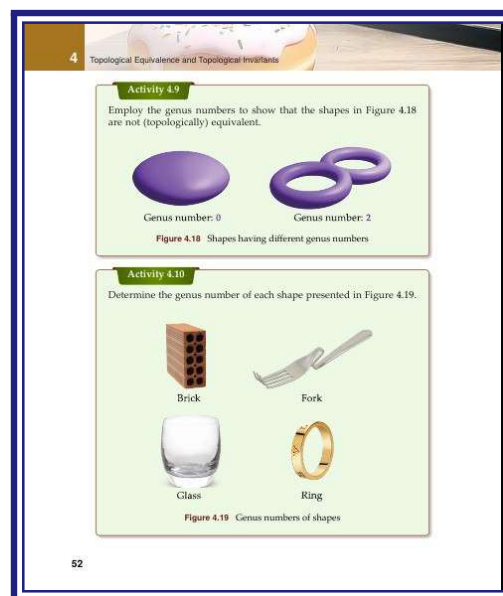 4 Topological Equivalence and Topological Invariants
Activity 4.9
Employ the genus numbers to show that the shapes in Figure 4.18
are not (topologically) equivalent.
Genus number: 0 Genus number: 2
Figure 4.18 Shapes having different genus numbers
Activity 4.10
Determine the genus number of each shape presented in Figure 4.19.
Brick Fork
Glass Ring
Figure 4.19 Genus numbers of shapes
52